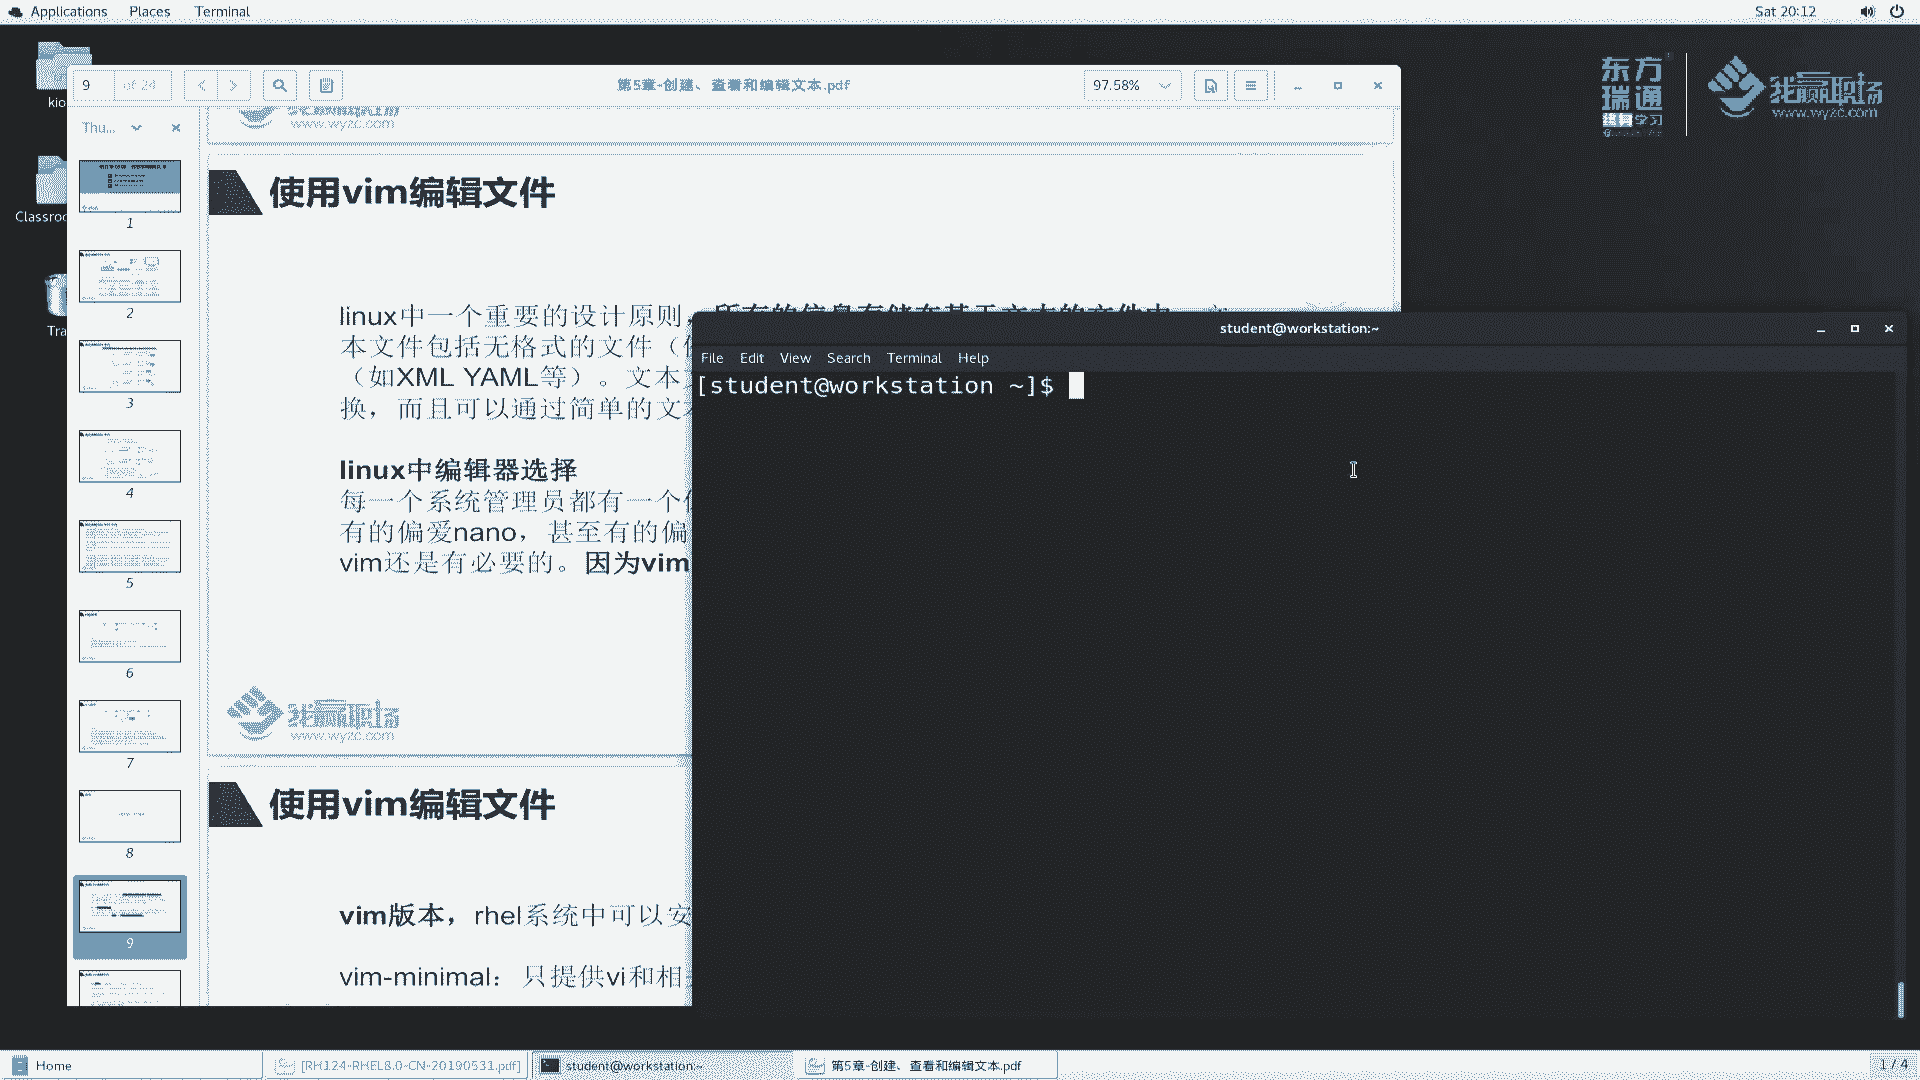 Applications Places Terminal
Sat 20:12
9 of 24
第5章-创建、查看和编辑文本.pdf
97.58%
Thu...
kio
Classroo
Tra
1
2
3
4
5
6
7
8
9
www.wyzc.com
使用vim编辑文件
linux中一个重要的设计原则，
本文件包括无格式的文件（
（如XML YAML等）。文本
换，而且可以通过简单的文
linux中编辑器选择
每一个系统管理员都有一个
有的偏爱nano，甚至有的偏
vim还是有必要的。因为vim
我赢职场
www.wyzc.com
使用vim编辑文件
vim版本，rhel系统中可以安
vim-minimal： 只提供vi和相
东方
瑞通
终身学习
我赢职场
www.wyzc.com
student@workstation:~
File Edit View Search Terminal Help
[student@workstation ~]$
Home
[RH124-RHEL8.0-CN-20190531.pdf]
student@workstation:~
第5章-创建、查看和编辑文本.pdf
1 / 4